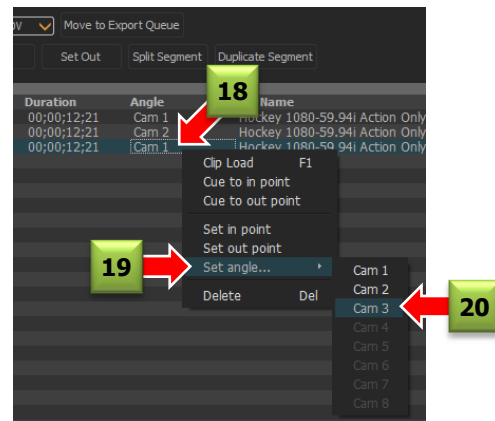 Move to Export Queue
Set Out Split Segment Duplicate Segment
18
Duration Angle Name
00;00;12;21 Cam 1 Hockey 1080-59.94i Action Only
00;00;12;21 Cam 2 Hockey 1080-59.94i Action Only
00;00;12;21 Cam 1 Hockey 1080-59.94i Action Only
Clip Load F1
Cue to in point
Cue to out point
Set in point
Set out point
19
Set angle...
Delete Del
Cam 1
Cam 2
Cam 3
20
Cam 4
Cam 5
Cam 6
Cam 7
Cam 8